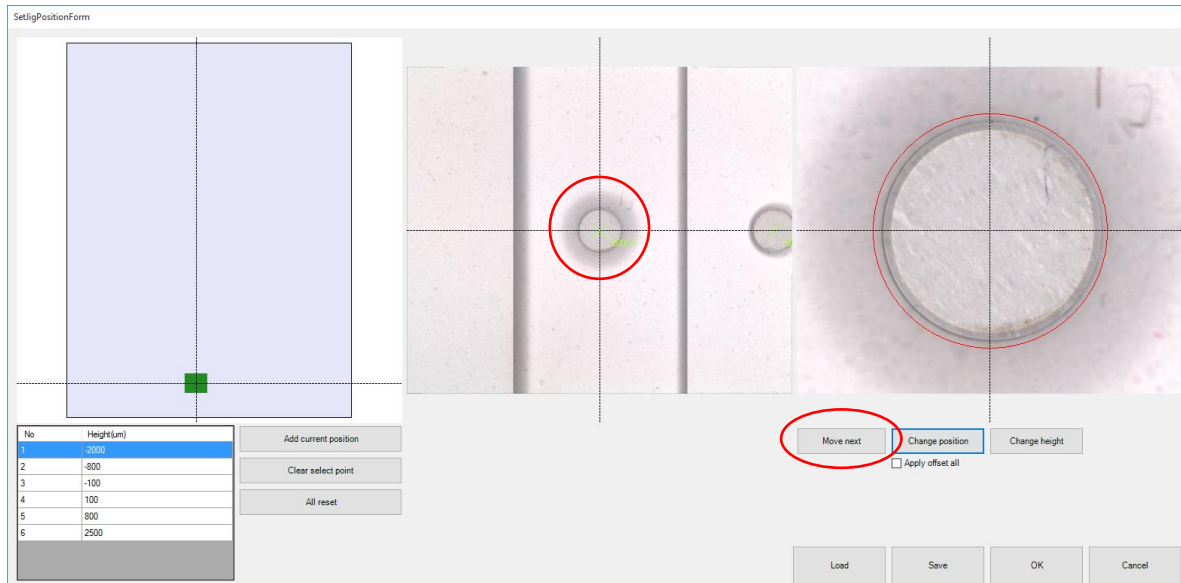 SetJigPositionForm
No Height(um)
1 -2000
2 -800
3 -100
4 100
5 800
6 2500
Add current position
Clear select point
All reset
Move next Change position Change height
Apply offset all
Load Save OK Cancel